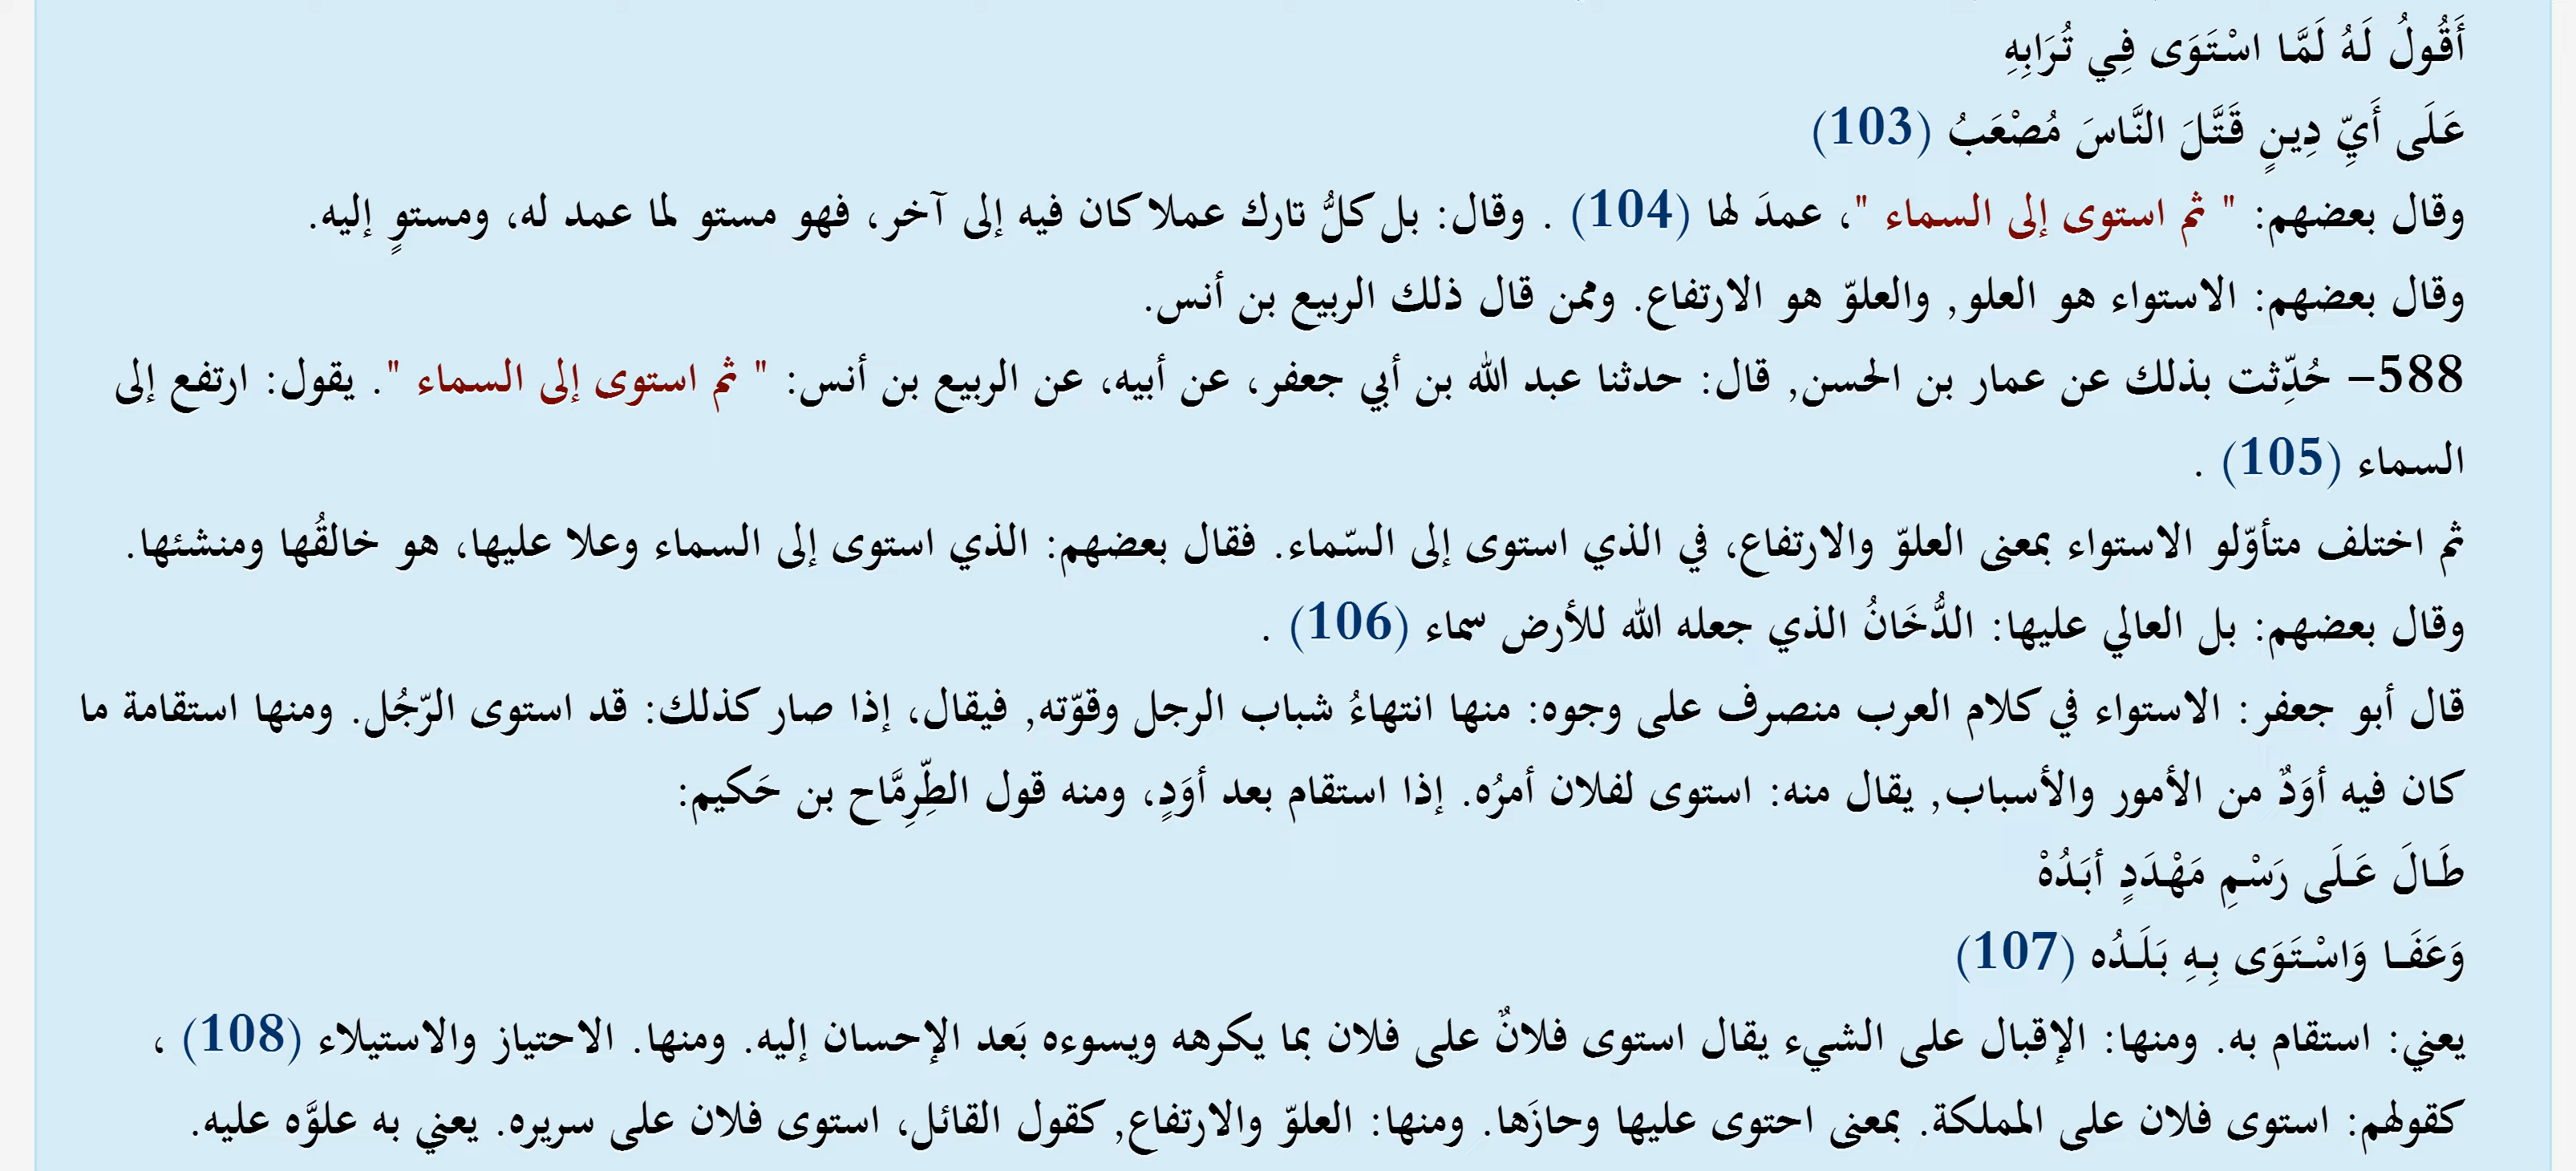 أَقُولُ لَهُ لَمَّا اسْتَوَى فِي تُرَابِهِ
عَلَى أَيِّ دِينٍ قَتَّلَ النَّاسَ مُصْعَبُ (103)
وقال بعضهم: " ثم استوى إلى السماء "، عمدَ لها (104) . وقال: بل كلُّ تارك عملا كان فيه إلى آخر، فهو مستو لما عمد له، ومستوٍ إليه.
وقال بعضهم: الاستواء هو العلو, والعلوّ هو الارتفاع. وممن قال ذلك الربيع بن أنس.
588- حُدِّثت بذلك عن عمار بن الحسن, قال: حدثنا عبد الله بن أبي جعفر، عن أبيه، عن الربيع بن أنس: " ثم استوى إلى السماء ". يقول: ارتفع إلى
السماء (105) .
ثم اختلف متأوّلو الاستواء بمعنى العلوّ والارتفاع، في الذي استوى إلى السّماء. فقال بعضهم: الذي استوى إلى السماء وعلا عليها، هو خالقُها ومنشئها.
وقال بعضهم: بل العالي عليها: الدُّخَانُ الذي جعله الله للأرض سماء (106) .
قال أبو جعفر: الاستواء في كلام العرب منصرف على وجوه: منها انتهاءُ شباب الرجل وقوّته, فيقال، إذا صار كذلك: قد استوى الرّجُل. ومنها استقامة ما
كان فيه أوَدٌ من الأمور والأسباب, يقال منه: استوى لفلان أمرُه. إذا استقام بعد أوَدٍ، ومنه قول الطِّرِمَّاح بن حَكيم:
طَالَ عَلَى رَسْمِ مَهْدَدٍ أبَدُهْ
وَعَفَا وَاسْتَوَى بِهِ بَلَدُه (107)
يعني: استقام به. ومنها: الإقبال على الشيء يقال استوى فلانٌ على فلان بما يكرهه ويسوءه بَعد الإحسان إليه. ومنها. الاحتياز والاستيلاء (108) ،
كقولهم: استوى فلان على المملكة. بمعنى احتوى عليها وحازَها. ومنها: العلوّ والارتفاع, كقول القائل، استوى فلان على سريره. يعني به علوَّه عليه.